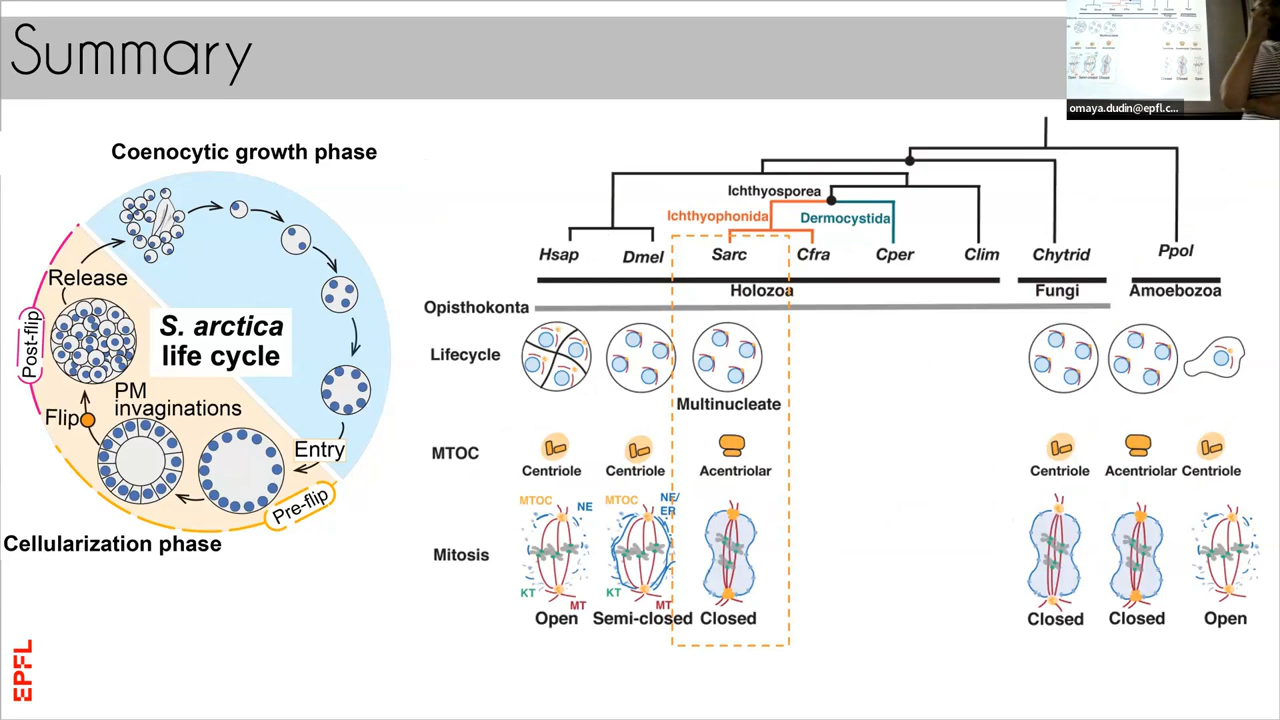 Summary
omaya.dudin@epfl.c...
Coenocytic growth phase
Release
Post-flip
S. arctica
life cycle
PM
invaginations
Flip
Entry
Pre-flip
Cellularization phase
EPFL
Ichthyosporea
Ichthyophonida
Dermocystida
Hsap
Dmel
Sarc
Cfra
Cper
Clim
Chytrid
Ppol
Holozoa
Fungi
Amoebozoa
Opisthokonta
Lifecycle
Multinucleate
MTOC
Centriole
Centriole
Acentriolar
Centriole
Acentriolar
Centriole
MTOC
NE
MTOC
NE/
ER
Mitosis
KT
MT
KT
MT
Open
Semi-closed
Closed
Closed
Closed
Open